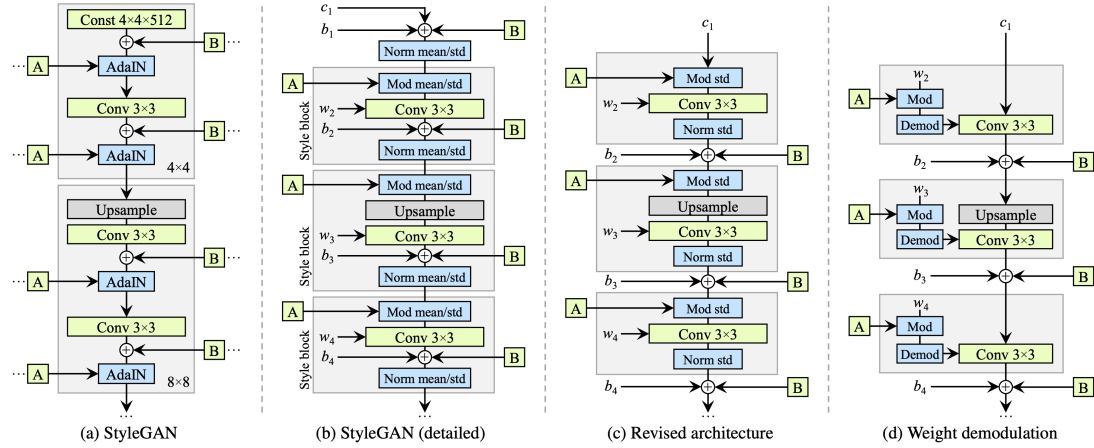 Const 4×4×512
B ...
... A
AdaIN
Conv 3×3
B ...
... A
AdaIN
4×4
Upsample
Conv 3×3
B ...
... A
AdaIN
Conv 3×3
B ...
... A
AdaIN
8×8
...
(a) StyleGAN
c₁
b₁
B
Norm mean/std
A
Mod mean/std
w₂
Conv 3×3
b₂
B
Norm mean/std
Style block
A
Mod mean/std
Upsample
w₃
Conv 3×3
b₃
B
Norm mean/std
Style block
A
Mod mean/std
w₄
Conv 3×3
b₄
B
Norm mean/std
Style block
...
(b) StyleGAN (detailed)
c₁
A
Mod std
w₂
Conv 3×3
Norm std
b₂
B
A
Mod std
Upsample
w₃
Conv 3×3
Norm std
b₃
B
A
Mod std
w₄
Conv 3×3
Norm std
b₄
B
...
(c) Revised architecture
c₁
w₂
A
Mod
Demod
Conv 3×3
b₂
B
w₃
A
Mod
Upsample
Demod
Conv 3×3
b₃
B
w₄
A
Mod
Demod
Conv 3×3
b₄
B
...
(d) Weight demodulation